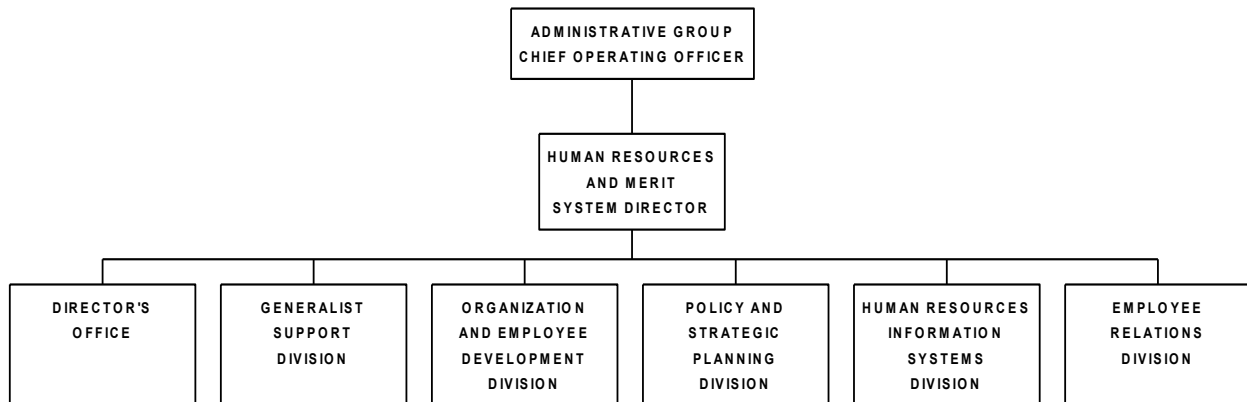 ADMINISTRATIVE GROUP
CHIEF OPERATING OFFICER
HUMAN RESOURCES
AND MERIT
SYSTEM DIRECTOR
DIRECTOR'S
OFFICE
GENERALIST
SUPPORT
DIVISION
ORGANIZATION
AND EMPLOYEE
DEVELOPMENT
DIVISION
POLICY AND
STRATEGIC
PLANNING
DIVISION
HUMAN RESOURCES
INFORMATION
SYSTEMS
DIVISION
EMPLOYEE
RELATIONS
DIVISION